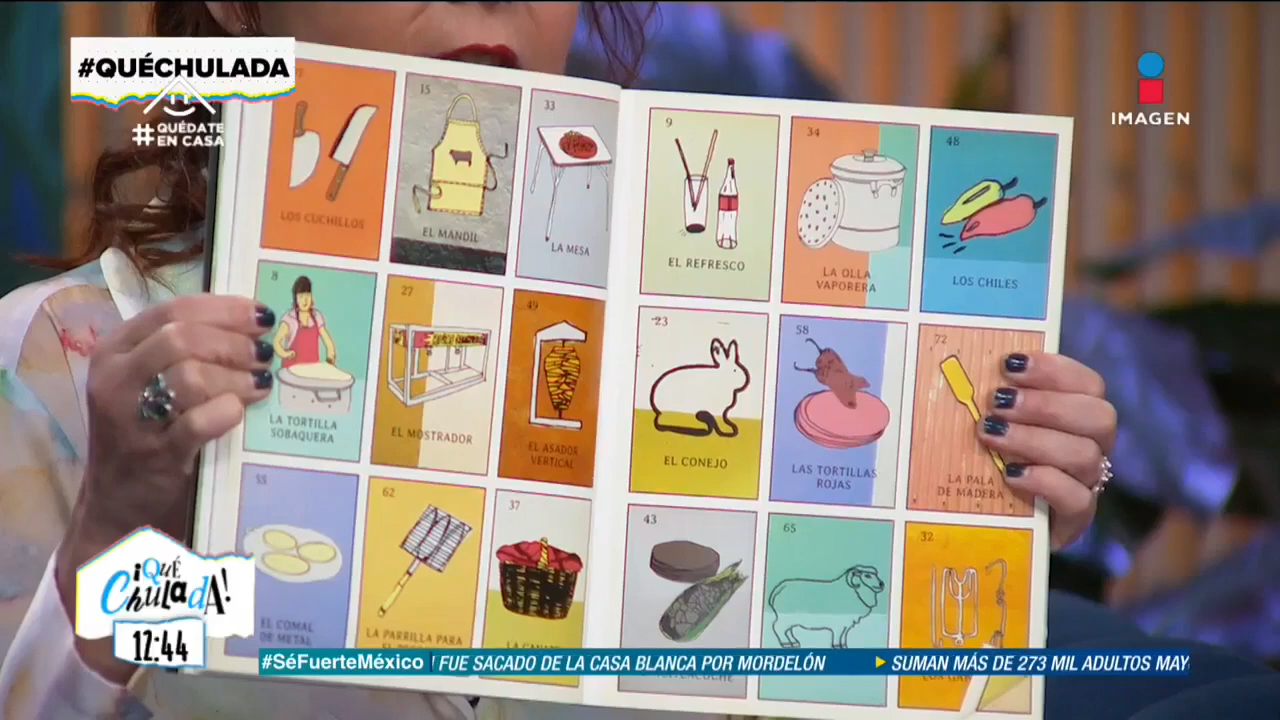 #QUÉCHULADA
#QUÉDATE
EN CASA
IMAGEN
LOS CUCHILLOS
15
EL MANDIL
33
LA MESA
9
EL REFRESCO
34
LA OLLA
VAPORERA
48
LOS CHILES
8
LA TORTILLA
SOBAQUERA
27
EL MOSTRADOR
49
EL ASADOR
VERTICAL
23
EL CONEJO
58
LAS TORTILLAS
ROJAS
72
LA PALA
DE MADERA
55
EL COMAL
DE METAL
62
LA PARRILLA PARA
37
43
65
32
¡QUÉ
CHULADA!
12:44
#SéFuerteMéxico
FUE SACADO DE LA CASA BLANCA POR MORDELÓN
SUMAN MÁS DE 273 MIL ADULTOS MAY